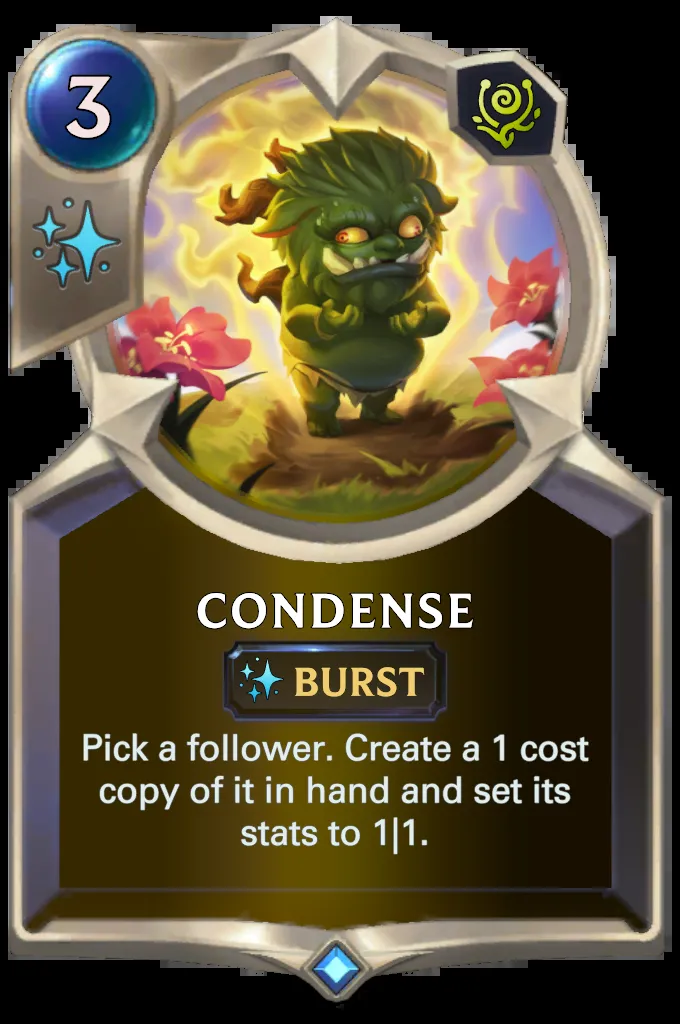 3
CONDENSE
BURST
Pick a follower. Create a 1 cost
copy of it in hand and set its
stats to 1|1.